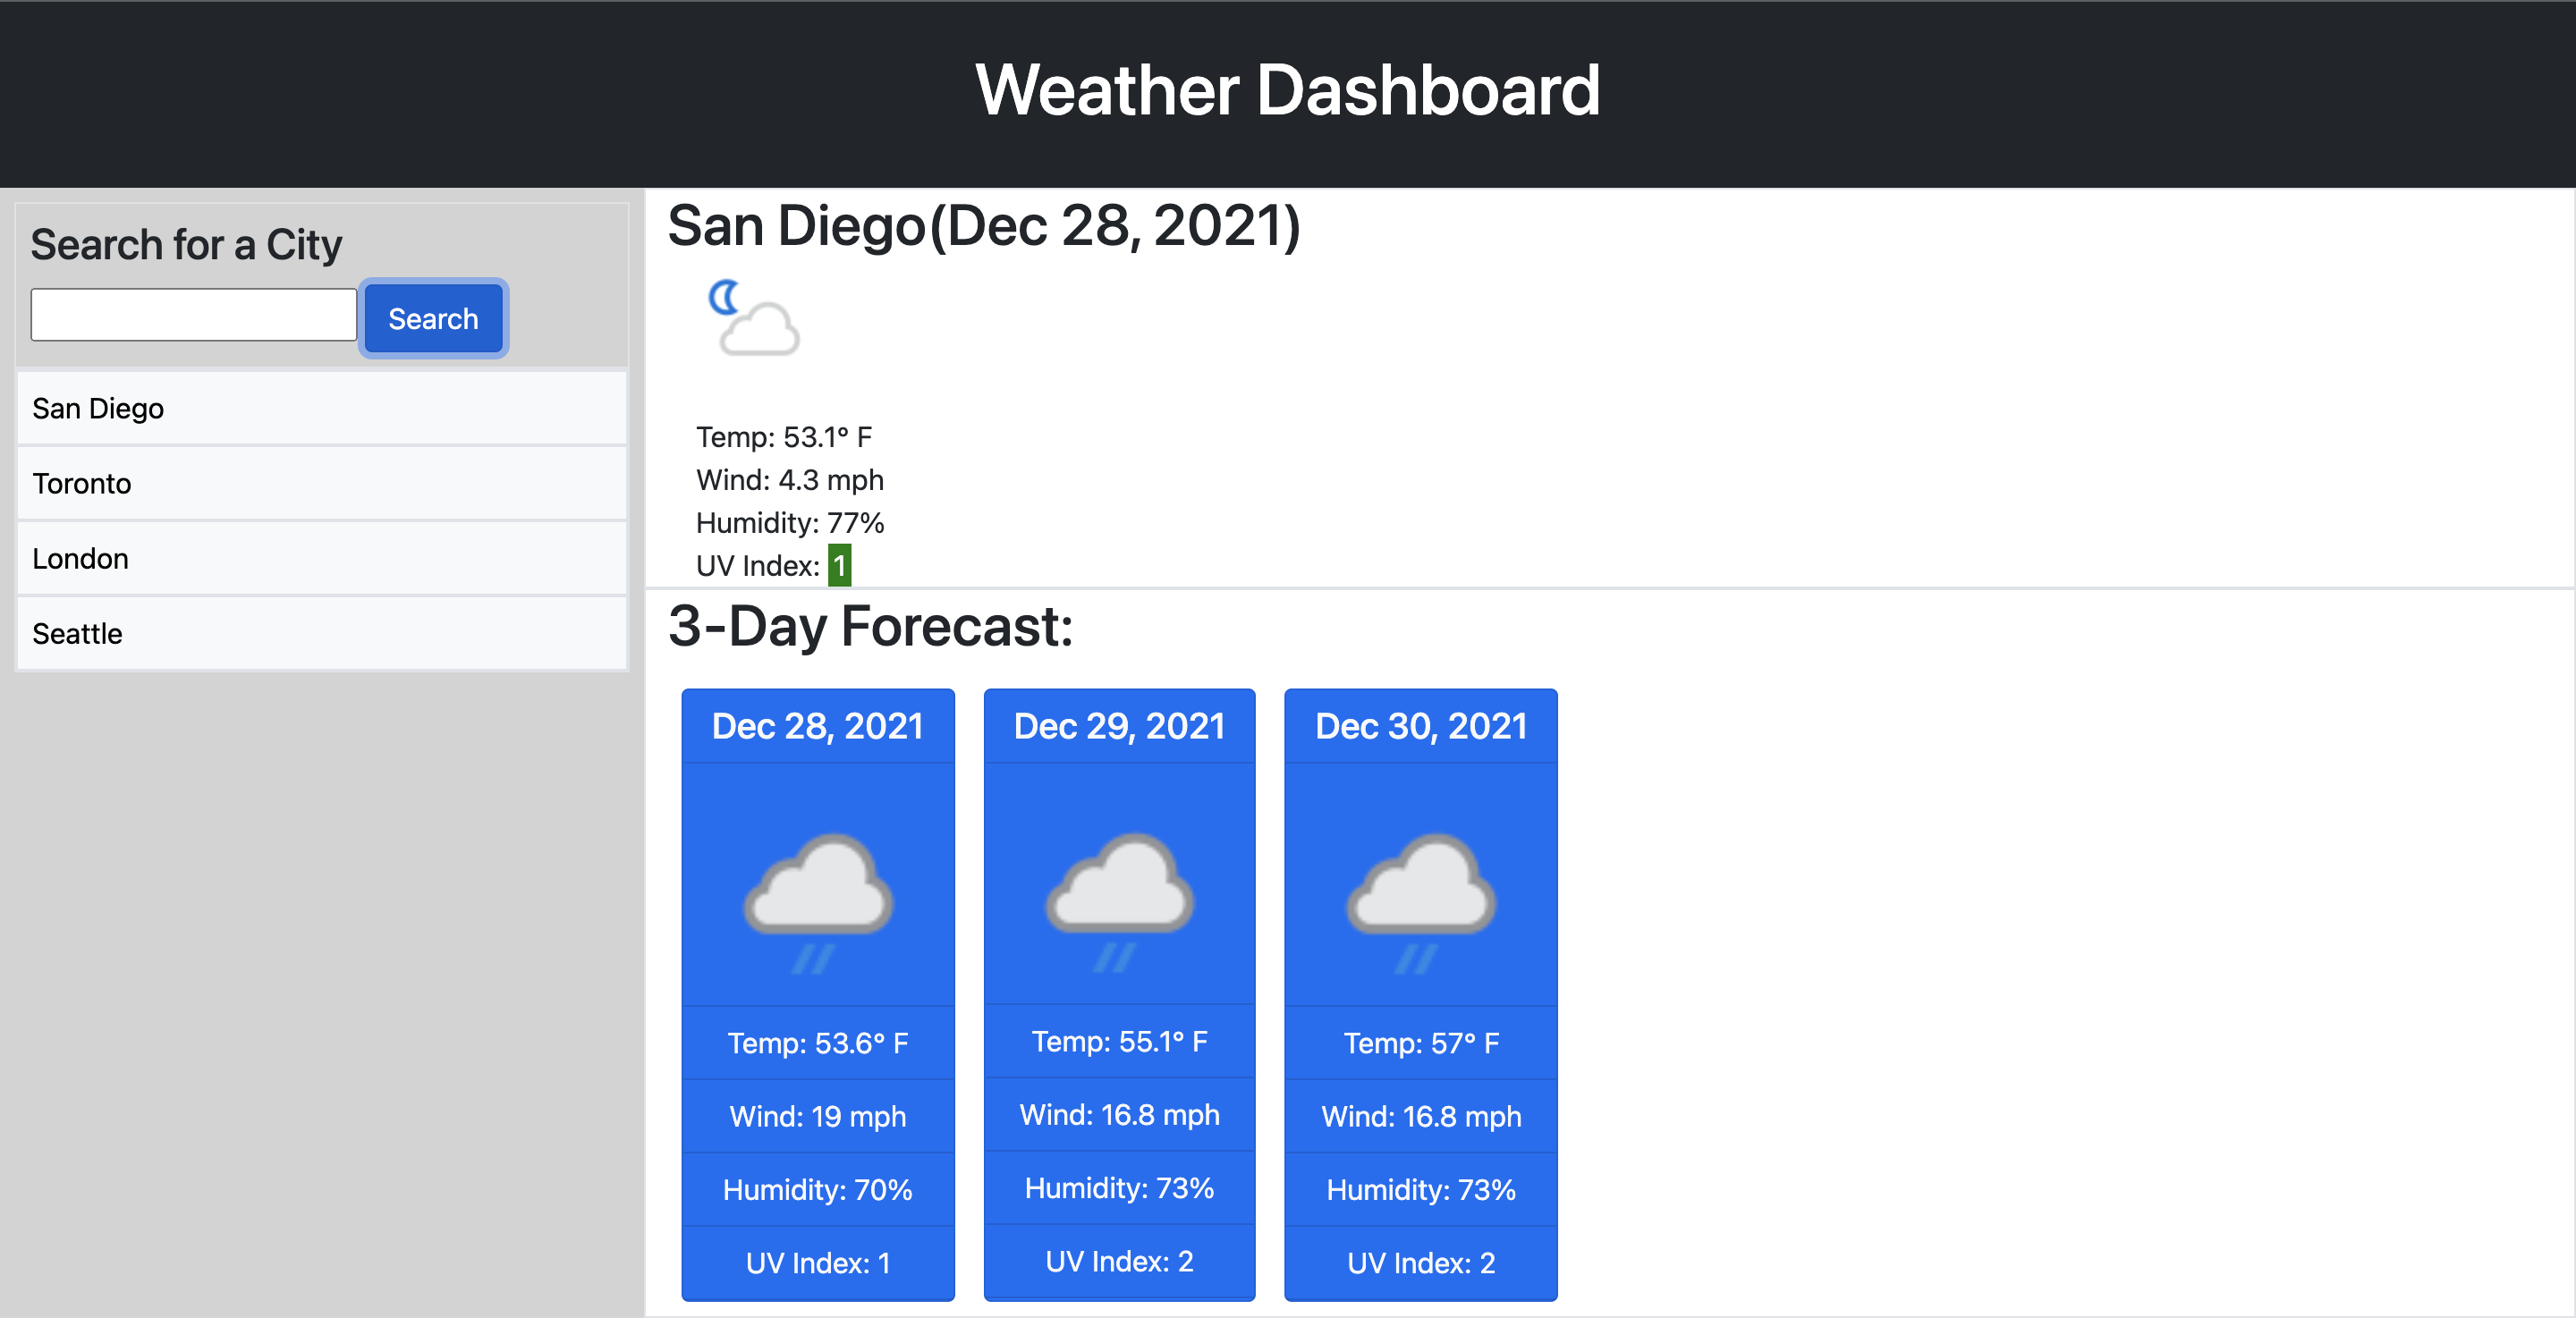 Weather Dashboard
Search for a City
Search
San Diego
Toronto
London
Seattle
San Diego(Dec 28, 2021)
Temp: 53.1° F
Wind: 4.3 mph
Humidity: 77%
UV Index: 1
3-Day Forecast:
Dec 28, 2021
Temp: 53.6° F
Wind: 19 mph
Humidity: 70%
UV Index: 1
Dec 29, 2021
Temp: 55.1° F
Wind: 16.8 mph
Humidity: 73%
UV Index: 2
Dec 30, 2021
Temp: 57° F
Wind: 16.8 mph
Humidity: 73%
UV Index: 2